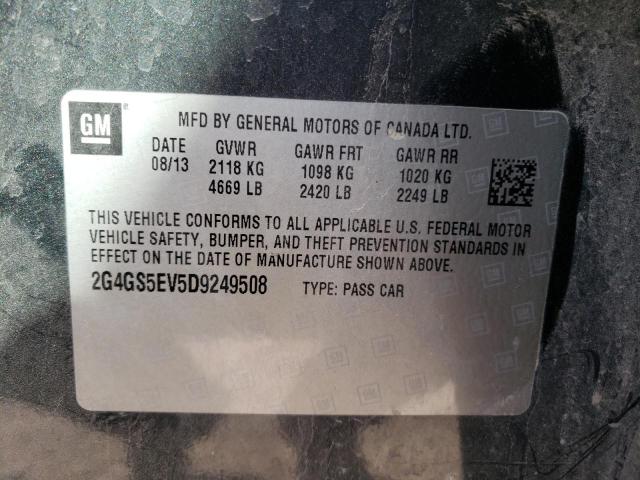 GM
MFD BY GENERAL MOTORS OF CANADA LTD.
DATE GVWR GAWR FRT GAWR RR
08/13 2118 KG 1098 KG 1020 KG
4669 LB 2420 LB 2249 LB
THIS VEHICLE CONFORMS TO ALL APPLICABLE U.S. FEDERAL MOTOR
VEHICLE SAFETY, BUMPER, AND THEFT PREVENTION STANDARDS IN
EFFECT ON THE DATE OF MANUFACTURE SHOWN ABOVE.
2G4GS5EV5D9249508 TYPE: PASS CAR